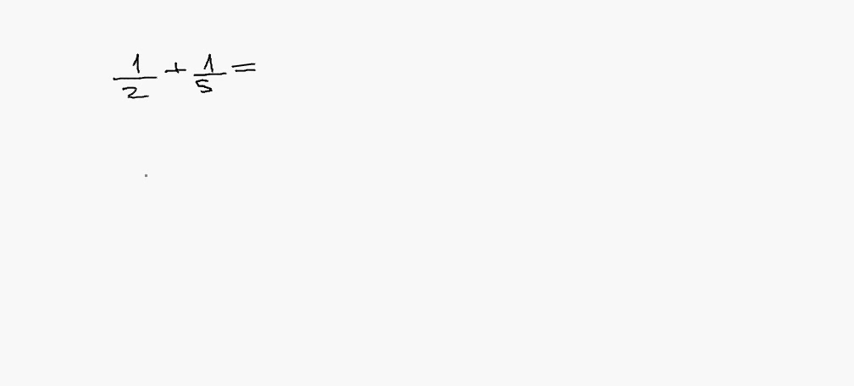 1/2 + 1/5 =